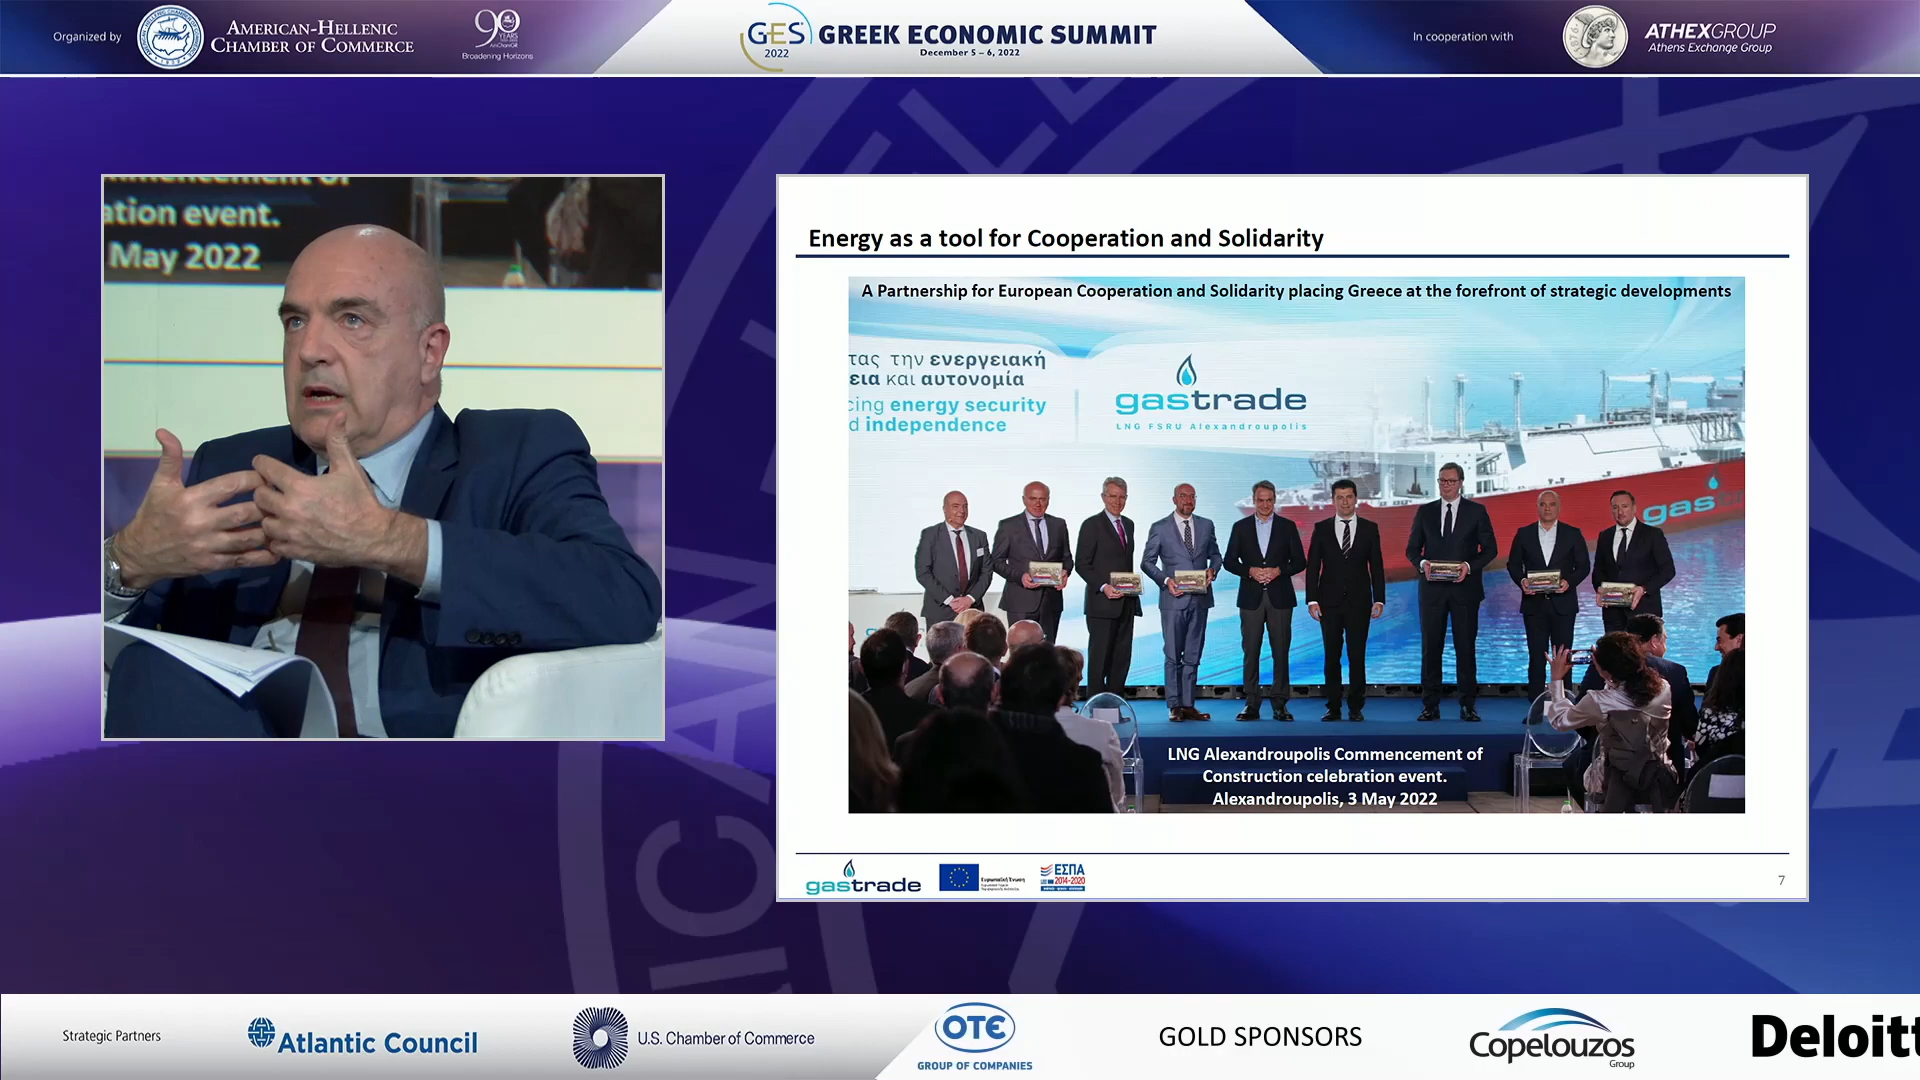 Organized by
AMERICAN-HELLENIC
CHAMBER OF COMMERCE
90
YEARS
Broadening Horizons
GES
2022
GREEK ECONOMIC SUMMIT
December 5 – 6, 2022
In cooperation with
ATHEXGROUP
Athens Exchange Group
ation event.
May 2022
Energy as a tool for Cooperation and Solidarity
A Partnership for European Cooperation and Solidarity placing Greece at the forefront of strategic developments
τας την ενεργειακή
εια και αυτονομία
cing energy security
d independence
gastrade
LNG FSRU Alexandroupolis
gas
LNG Alexandroupolis Commencement of
Construction celebration event.
Alexandroupolis, 3 May 2022
gastrade
Ευρωπαϊκή Ένωση
ΕΣΠΑ
2014-2020
7
Strategic Partners
Atlantic Council
U.S. Chamber of Commerce
OTE
GROUP OF COMPANIES
GOLD SPONSORS
Copelouzos
Group
Deloitt